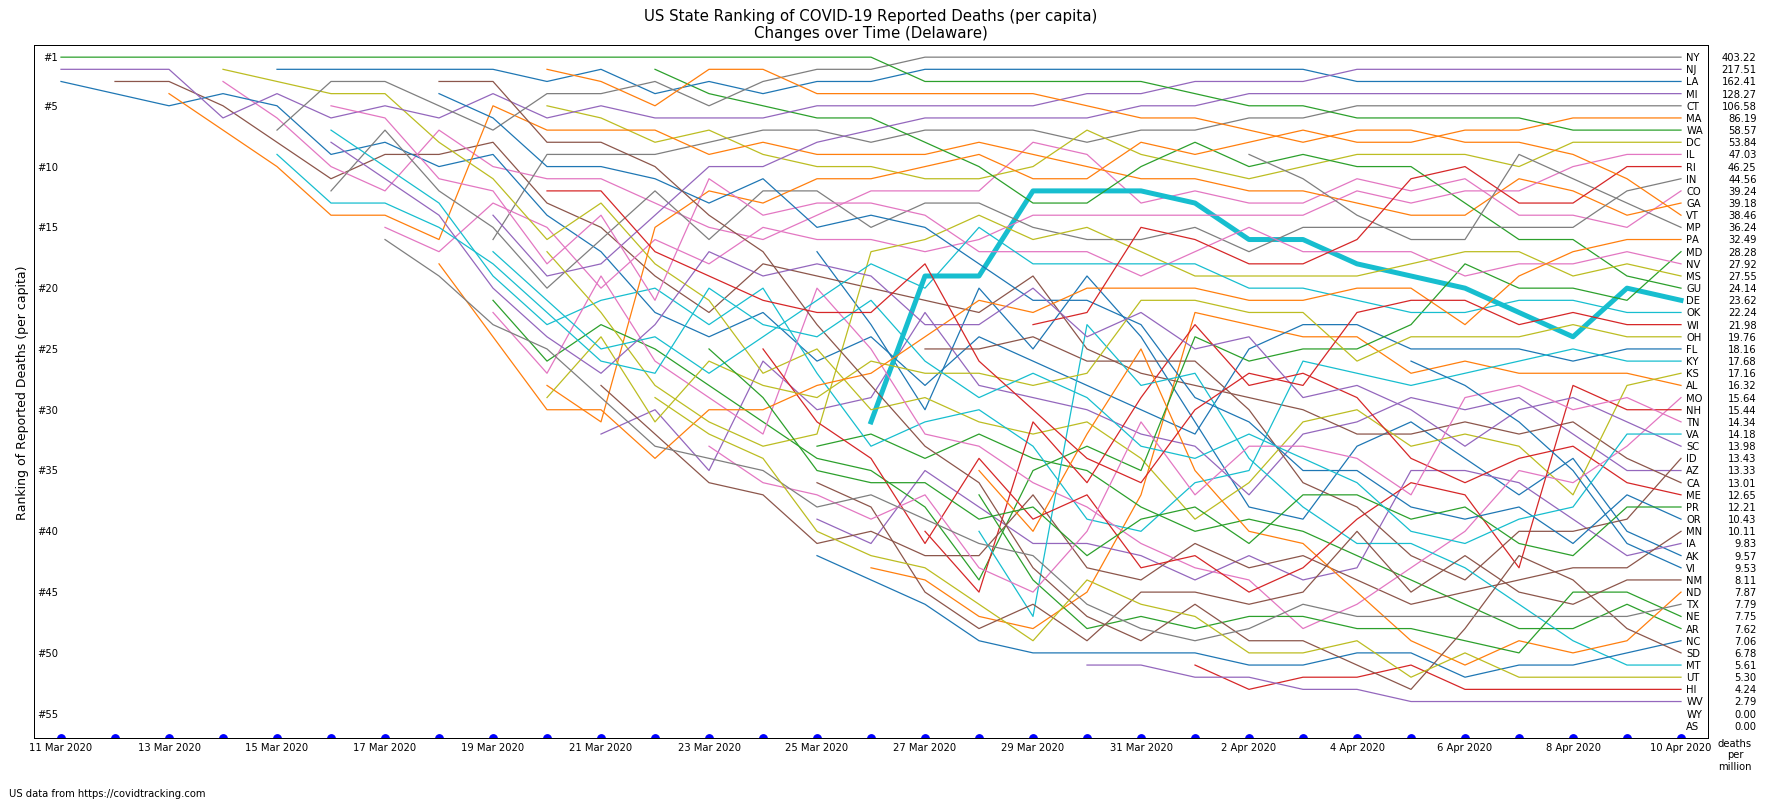 US State Ranking of COVID-19 Reported Deaths (per capita)
Changes over Time (Delaware)
Ranking of Reported Deaths (per capita)
#1
#5
#10
#15
#20
#25
#30
#35
#40
#45
#50
#55
NY 403.22
NJ 217.51
LA 162.41
MI 128.27
CT 106.58
MA 86.19
WA 58.57
DC 53.84
IL 47.03
RI 46.25
IN 44.56
CO 39.24
GA 39.18
VT 38.46
MP 36.24
PA 32.49
MD 28.28
NV 27.92
MS 27.55
GU 24.14
DE 23.62
OK 22.24
WI 21.98
OH 19.76
FL 18.16
KY 17.68
KS 17.16
AL 16.32
MO 15.64
NH 15.44
TN 14.34
VA 14.18
SC 13.98
ID 13.43
AZ 13.33
CA 13.01
ME 12.65
PR 12.21
OR 10.43
MN 10.11
IA 9.83
AK 9.57
VI 9.53
NM 8.11
ND 7.87
TX 7.79
NE 7.75
AR 7.62
NC 7.06
SD 6.78
MT 5.61
UT 5.30
HI 4.24
WV 2.79
WY 0.00
AS 0.00
11 Mar 2020 13 Mar 2020 15 Mar 2020 17 Mar 2020 19 Mar 2020 21 Mar 2020 23 Mar 2020 25 Mar 2020 27 Mar 2020 29 Mar 2020 31 Mar 2020 2 Apr 2020 4 Apr 2020 6 Apr 2020 8 Apr 2020 10 Apr 2020
deaths
per
million
US data from https://covidtracking.com